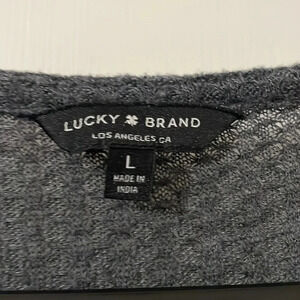 LUCKY BRAND
LOS ANGELES, CA
L
MADE IN
INDIA